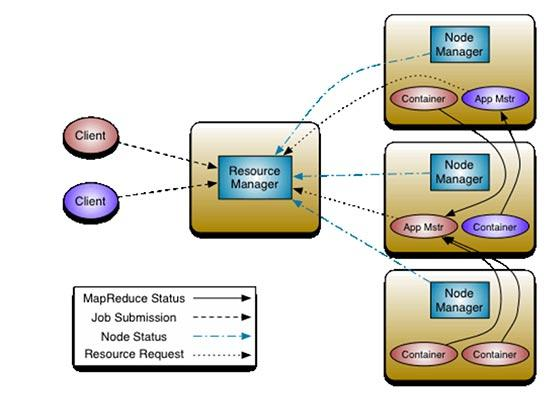 Node
Manager
Container
App Mstr
Client
Resource
Manager
Node
Manager
Client
App Mstr
Container
MapReduce Status
Job Submission
Node Status
Resource Request
Node
Manager
Container
Container